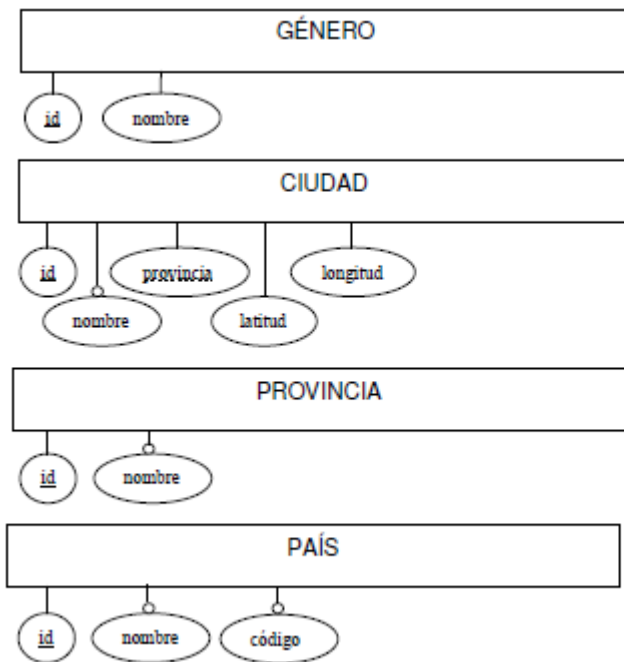 GÉNERO
id
nombre
CIUDAD
id
provincia
longitud
nombre
latitud
PROVINCIA
id
nombre
PAÍS
id
nombre
código